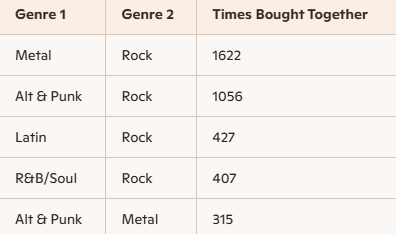 Genre 1 Genre 2 Times Bought Together
Metal Rock 1622
Alt & Punk Rock 1056
Latin Rock 427
R&B/Soul Rock 407
Alt & Punk Metal 315